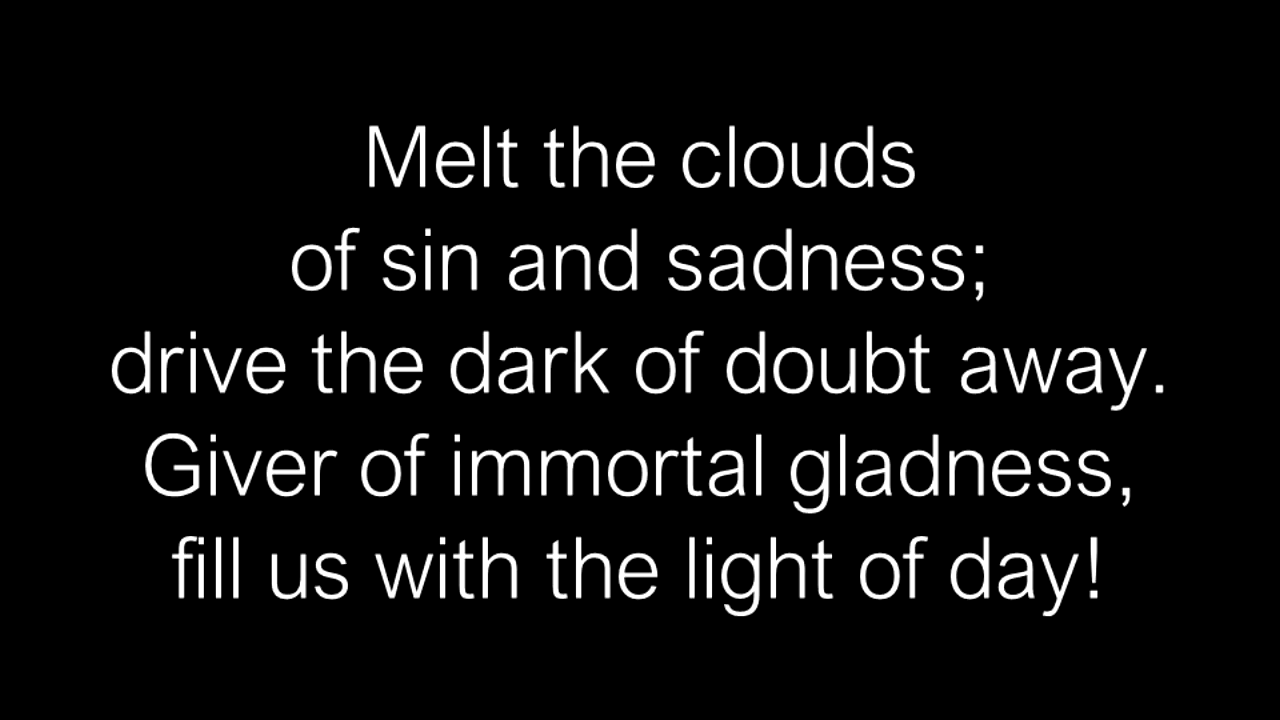 Melt the clouds
of sin and sadness;
drive the dark of doubt away.
Giver of immortal gladness,
fill us with the light of day!